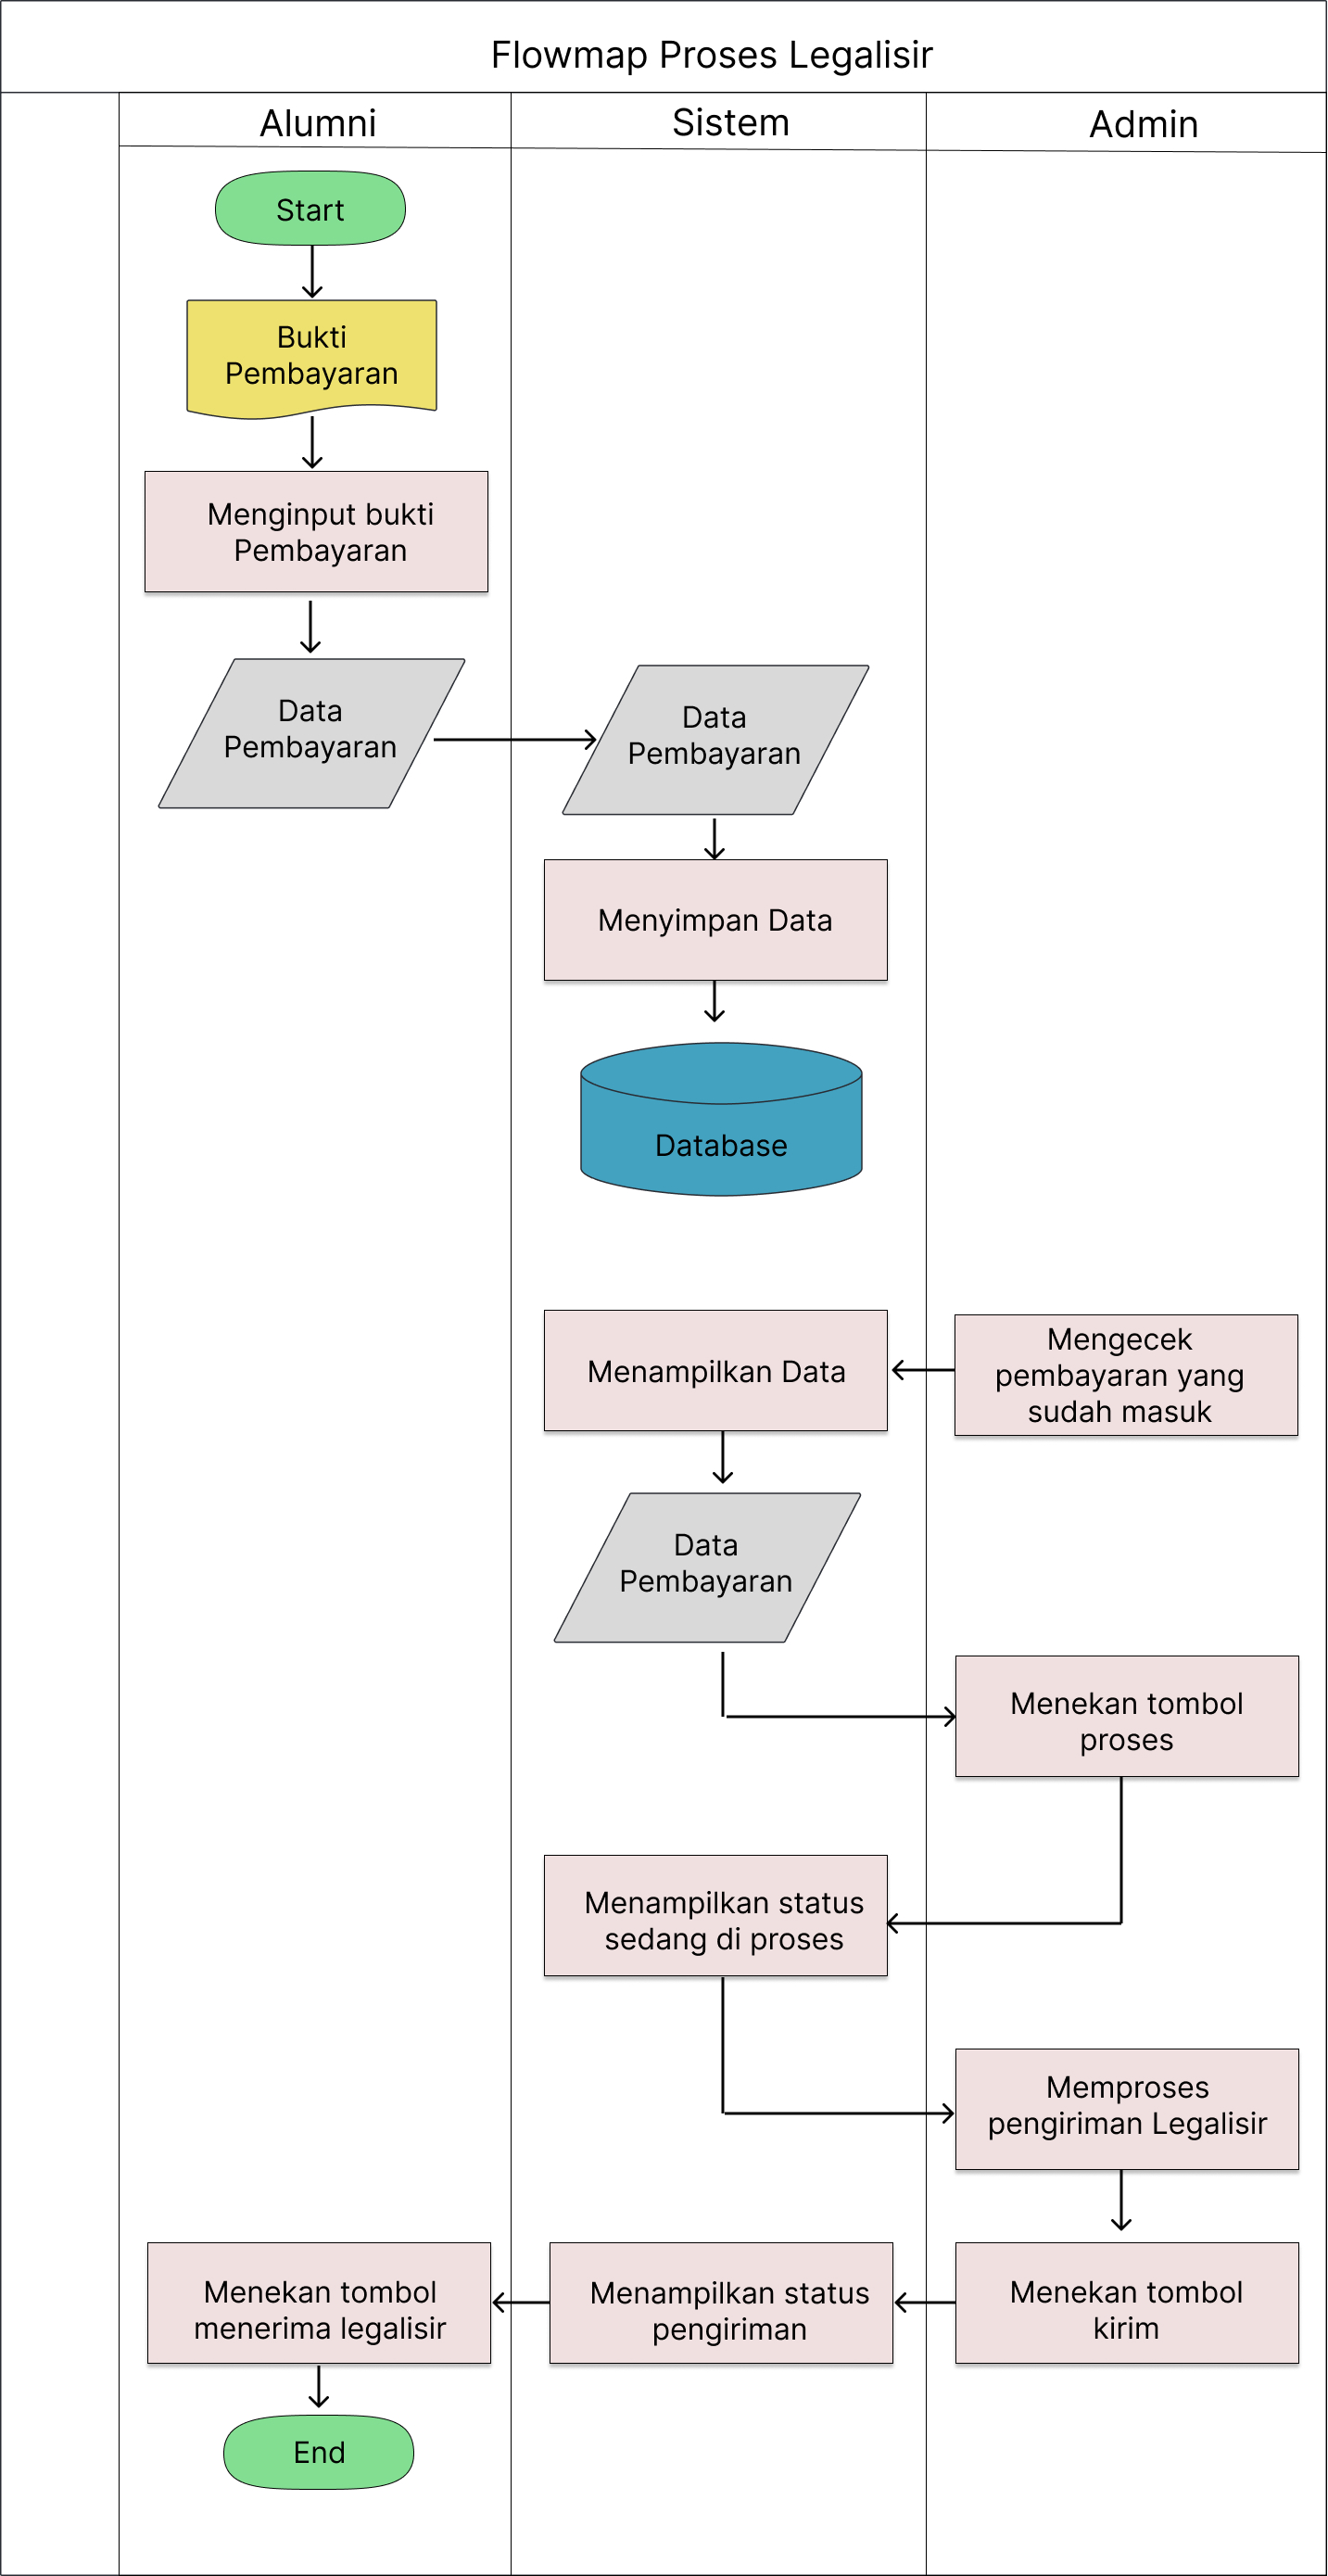 Flowmap Proses Legalisir
Alumni
Sistem
Admin
Start
Bukti
Pembayaran
Menginput bukti
Pembayaran
Data
Pembayaran
Data
Pembayaran
Menyimpan Data
Database
Menampilkan Data
Mengecek
pembayaran yang
sudah masuk
Data
Pembayaran
Menekan tombol
proses
Menampilkan status
sedang di proses
Memproses
pengiriman Legalisir
Menekan tombol
kirim
Menampilkan status
pengiriman
Menekan tombol
menerima legalisir
End